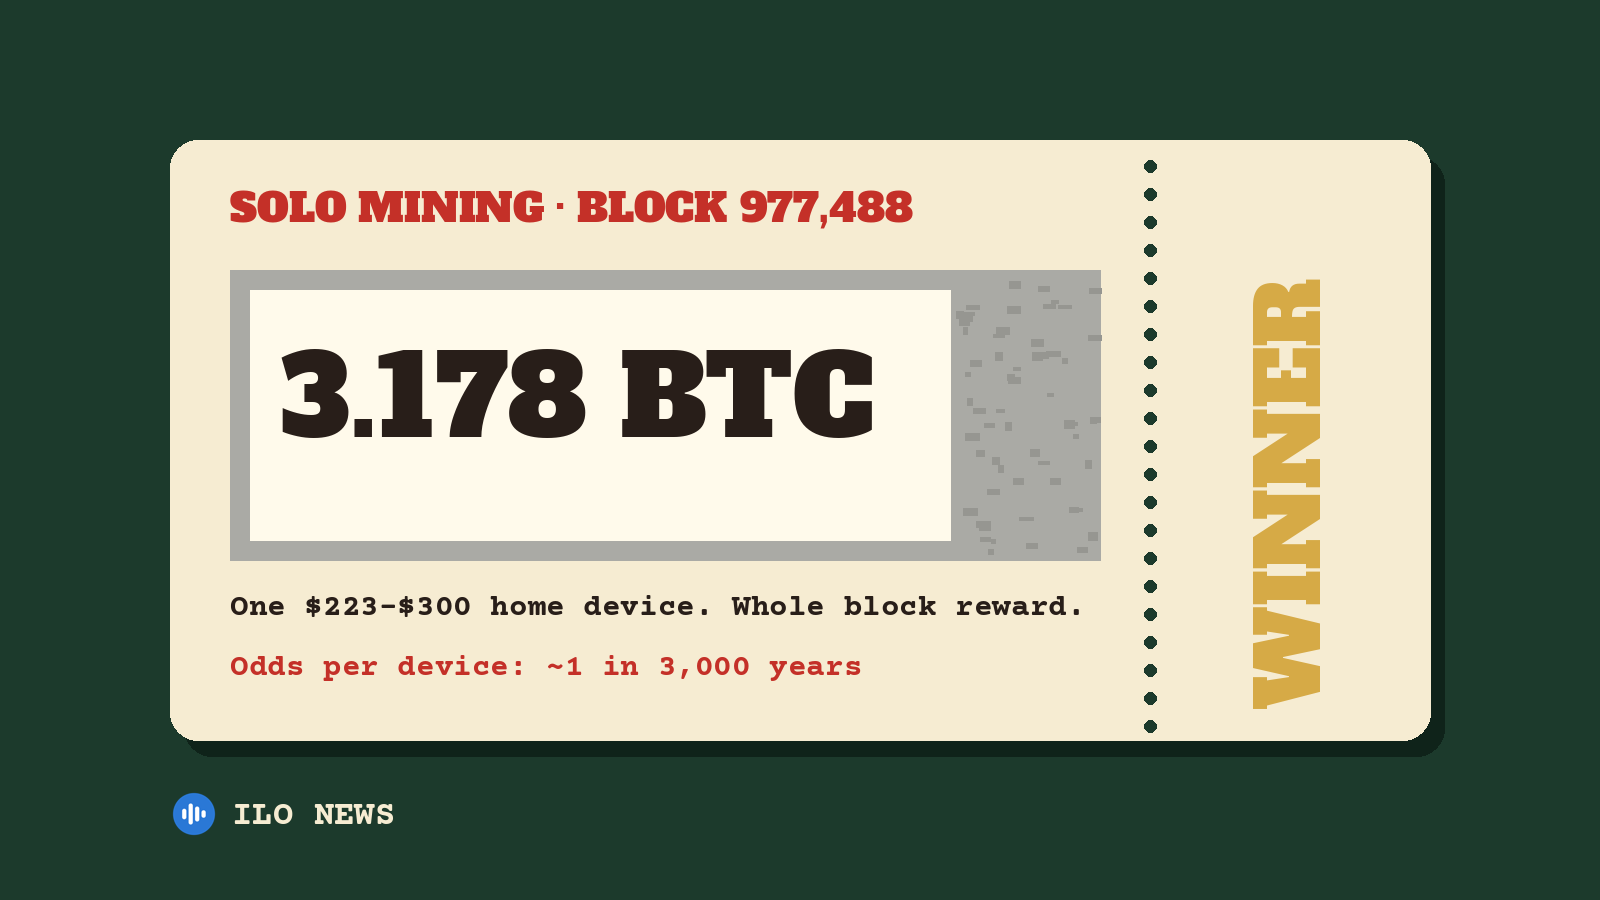 SOLO MINING · BLOCK 977,488
3.178 BTC
One $223–$300 home device. Whole block reward.
Odds per device: ~1 in 3,000 years
WINNER
ILO NEWS